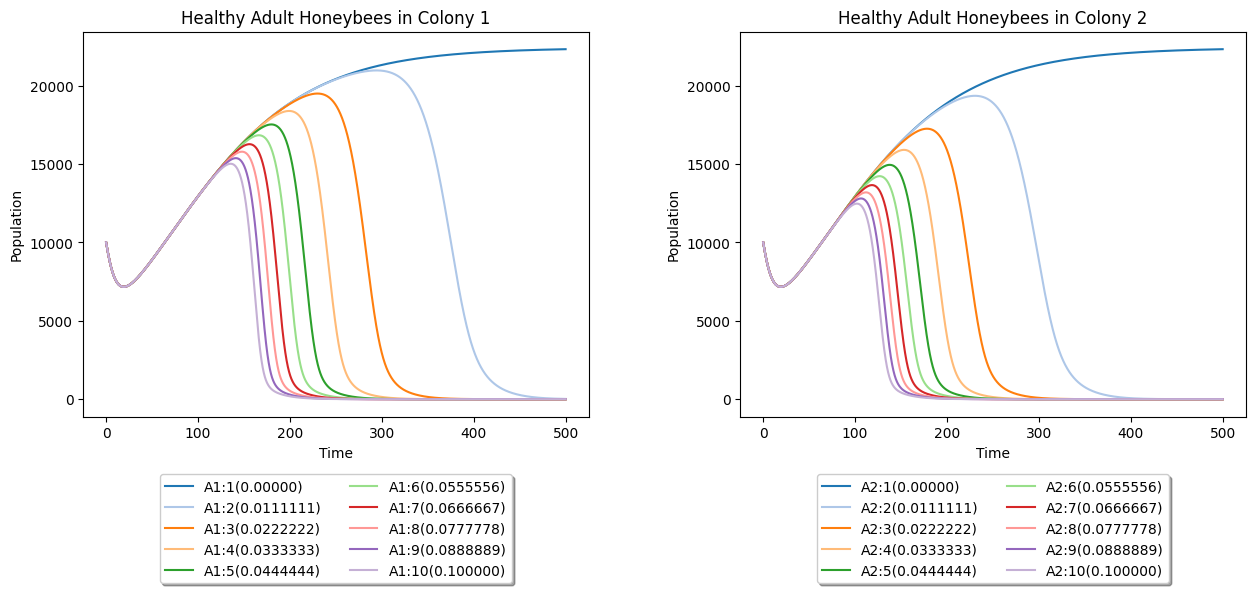 Healthy Adult Honeybees in Colony 1
Population
20000
15000
10000
5000
0
0 100 200 300 400 500
Time
A1:1(0.00000) A1:6(0.0555556)
A1:2(0.0111111) A1:7(0.0666667)
A1:3(0.0222222) A1:8(0.0777778)
A1:4(0.0333333) A1:9(0.0888889)
A1:5(0.0444444) A1:10(0.100000)
Healthy Adult Honeybees in Colony 2
Population
20000
15000
10000
5000
0
0 100 200 300 400 500
Time
A2:1(0.00000) A2:6(0.0555556)
A2:2(0.0111111) A2:7(0.0666667)
A2:3(0.0222222) A2:8(0.0777778)
A2:4(0.0333333) A2:9(0.0888889)
A2:5(0.0444444) A2:10(0.100000)